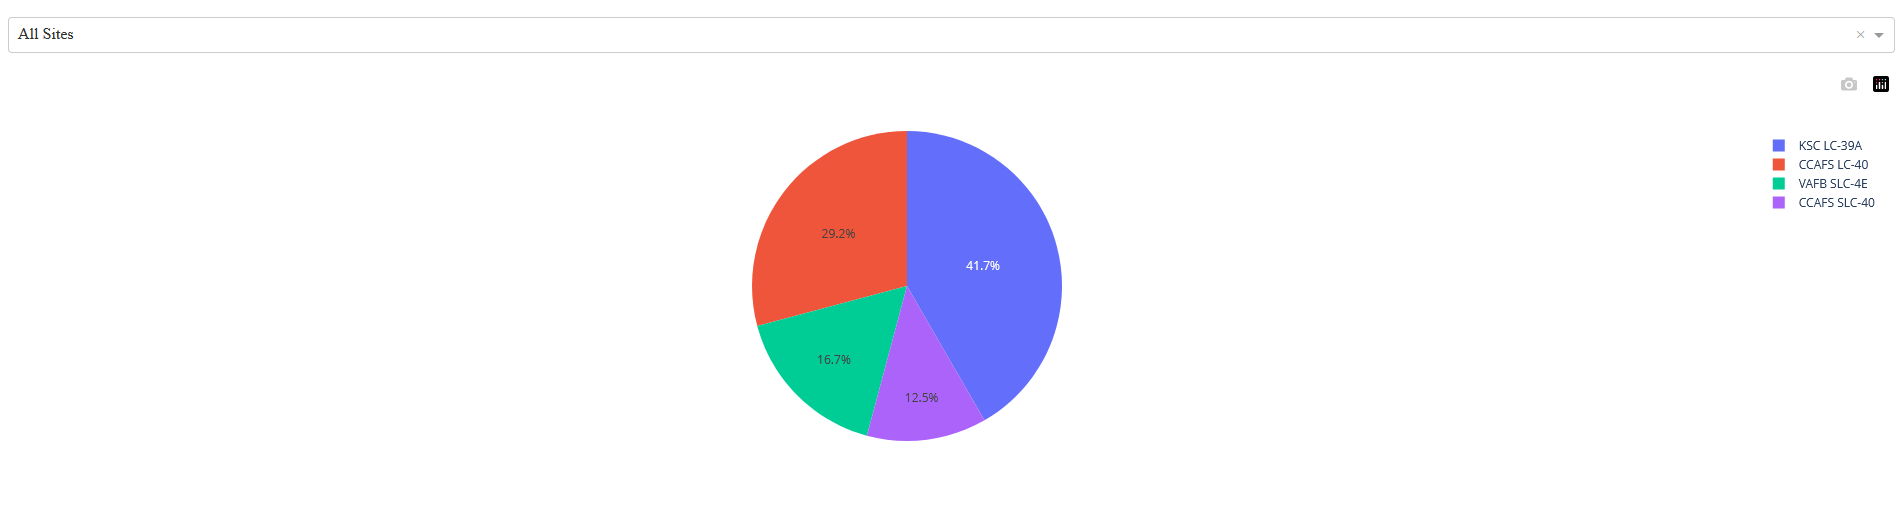 All Sites
KSC LC-39A
CCAFS LC-40
VAFB SLC-4E
CCAFS SLC-40
29.2%
41.7%
16.7%
12.5%